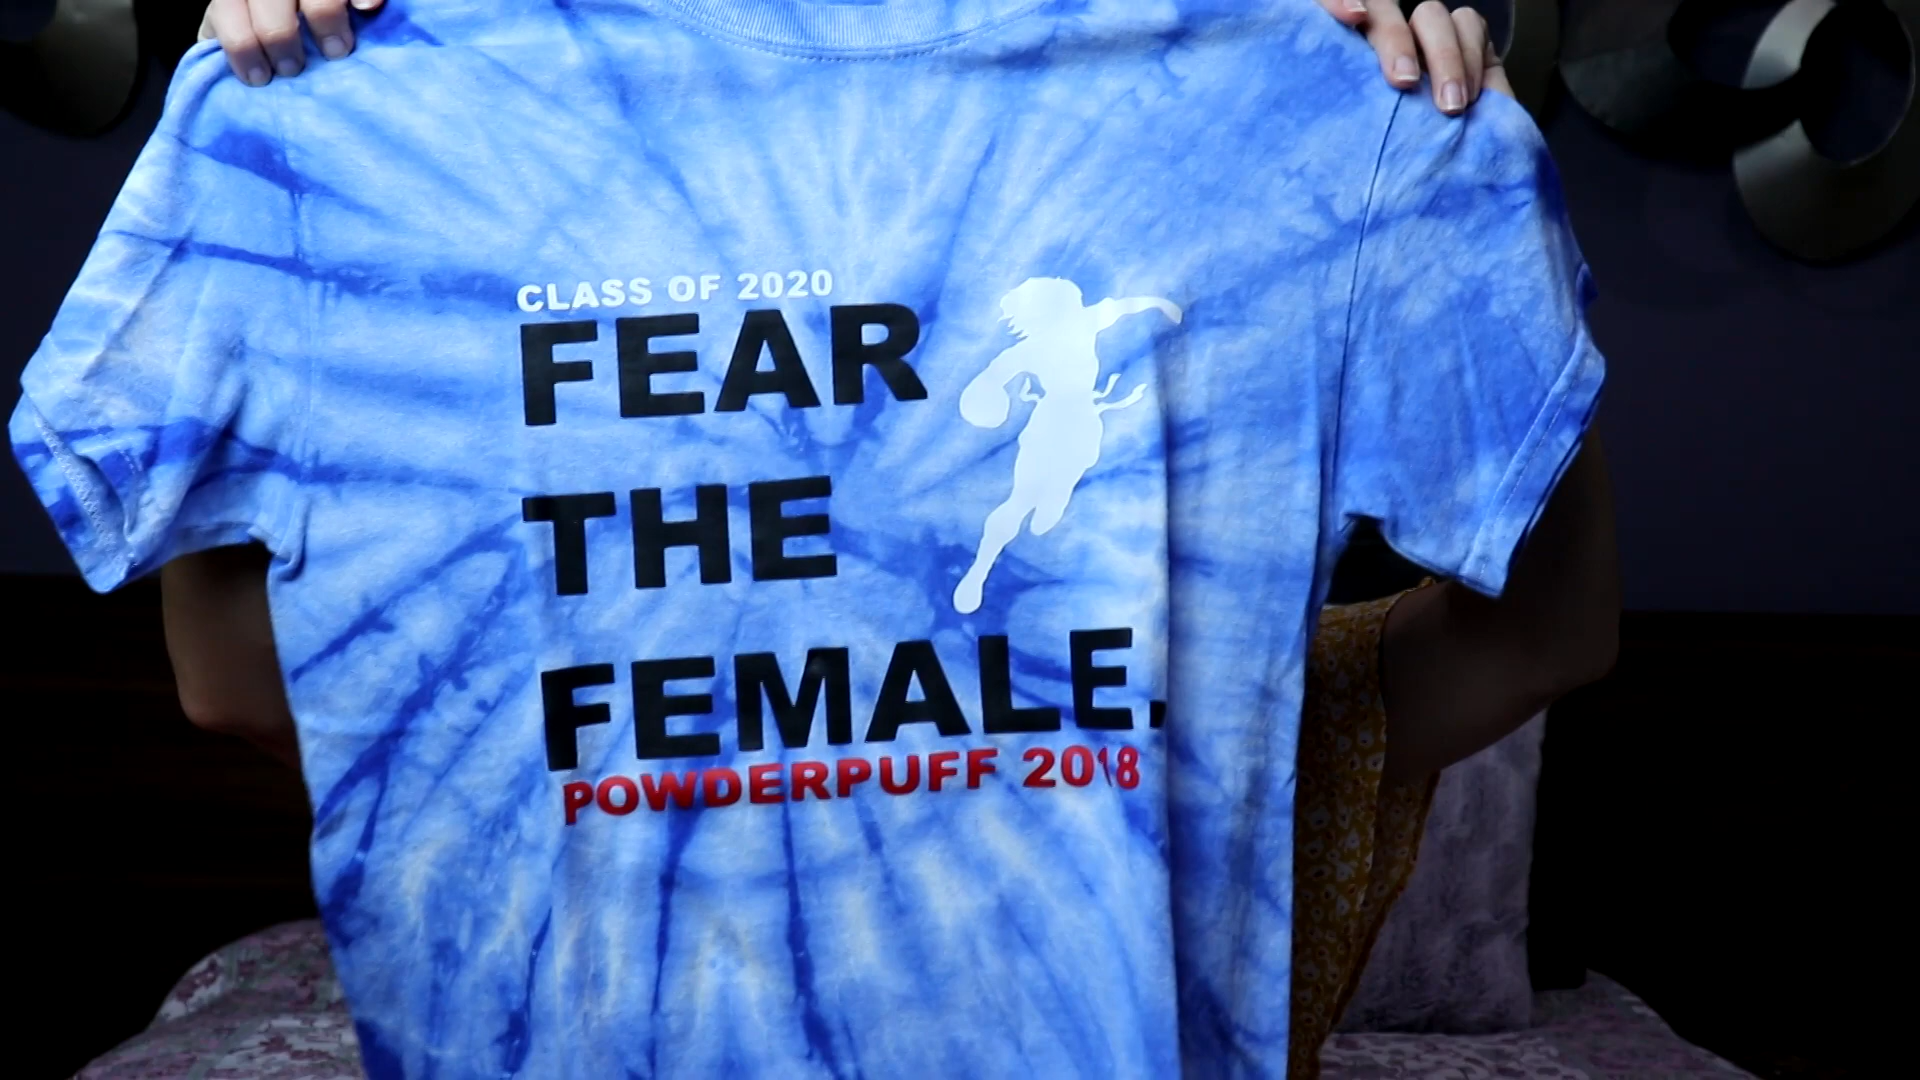 CLASS OF 2020
FEAR
THE
FEMALE.
POWDERPUFF 2018